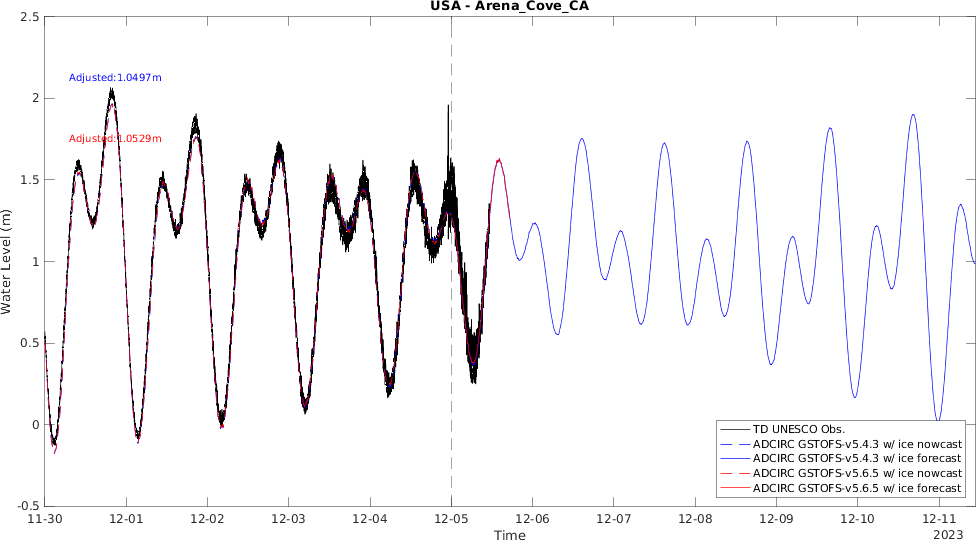 USA - Arena_Cove_CA
2.5
Adjusted:1.0497m
2
Adjusted:1.0529m
1.5
1
0.5
0
-0.5
Water Level (m)
TD UNESCO Obs.
ADCIRC GSTOFS-v5.4.3 w/ ice nowcast
ADCIRC GSTOFS-v5.4.3 w/ ice forecast
ADCIRC GSTOFS-v5.6.5 w/ ice nowcast
ADCIRC GSTOFS-v5.6.5 w/ ice forecast
11-30 12-01 12-02 12-03 12-04 12-05 12-06 12-07 12-08 12-09 12-10 12-11
Time
2023